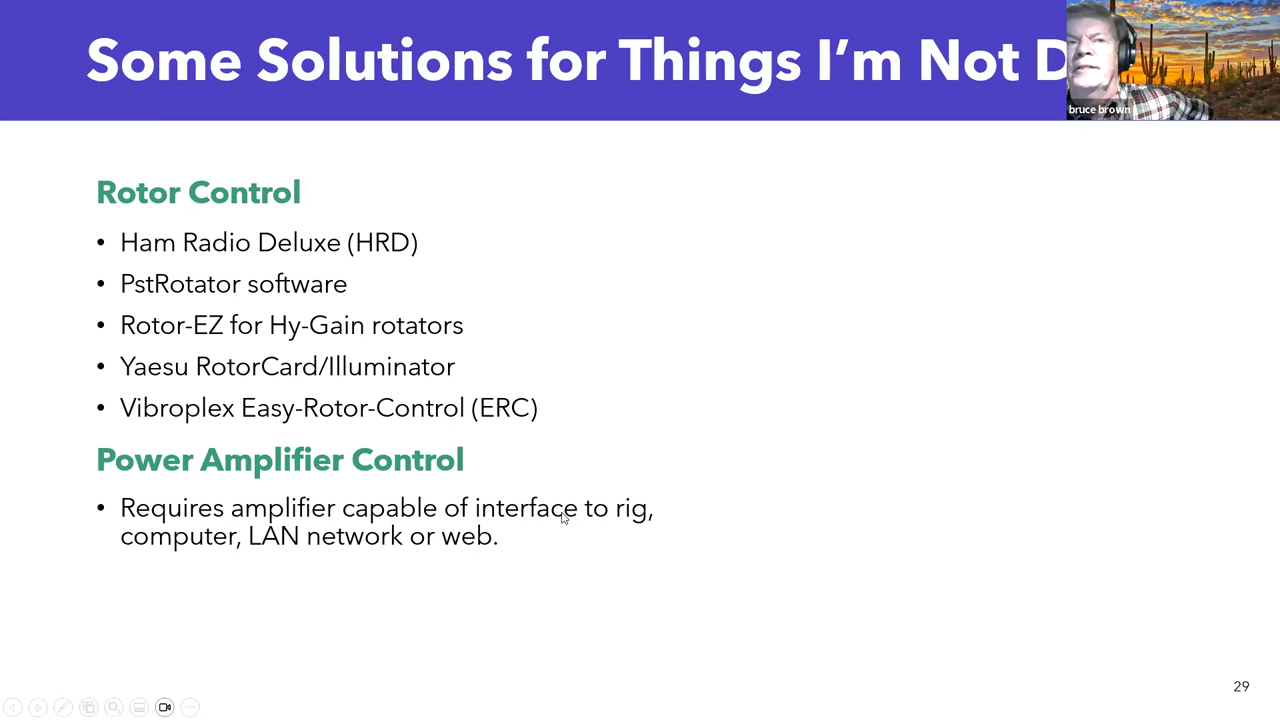 Some Solutions for Things I'm Not D
bruce brown
Rotor Control
• Ham Radio Deluxe (HRD)
• PstRotator software
• Rotor-EZ for Hy-Gain rotators
• Yaesu RotorCard/Illuminator
• Vibroplex Easy-Rotor-Control (ERC)
Power Amplifier Control
• Requires amplifier capable of interface to rig,
computer, LAN network or web.
29